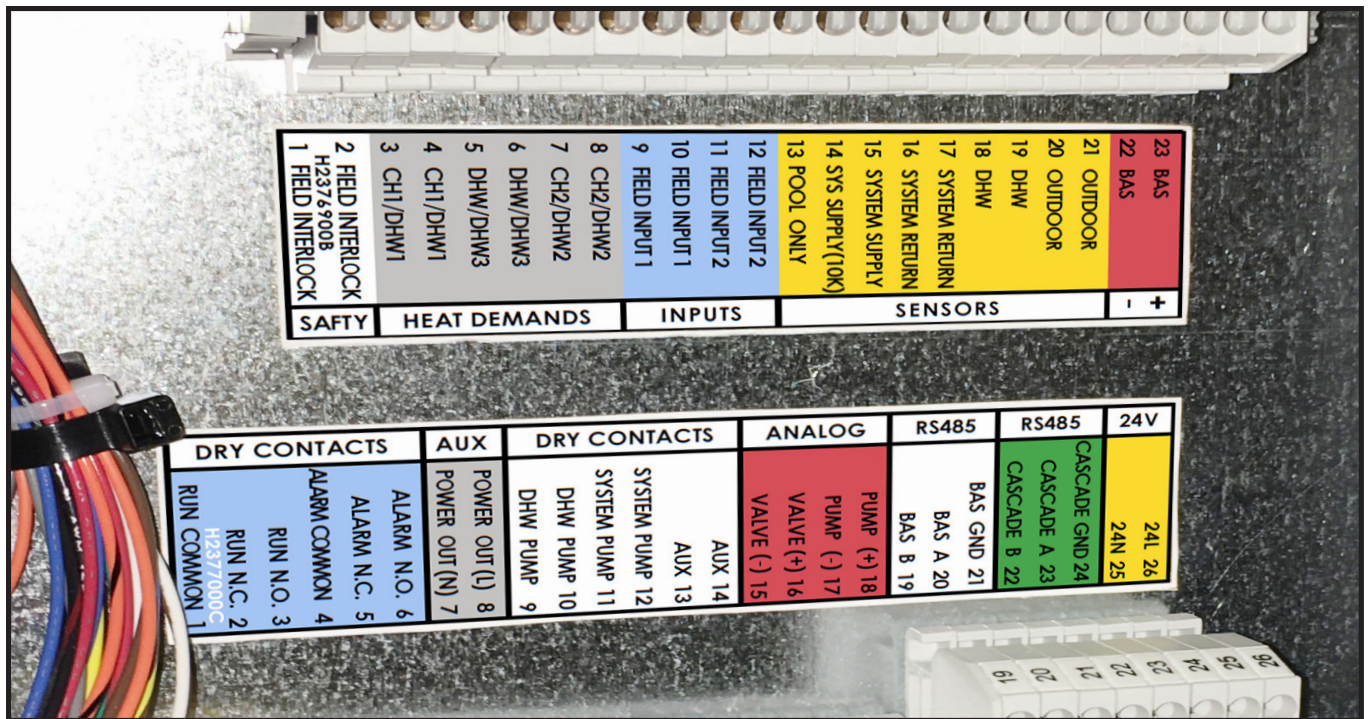 1 FIELD INTERLOCK
H2376900B
2 FIELD INTERLOCK
3 CH1/DHW1
4 CH1/DHW1
5 DHW/DHW3
6 DHW/DHW3
7 CH2/DHW2
8 CH2/DHW2
9 FIELD INPUT 1
10 FIELD INPUT 1
11 FIELD INPUT 2
12 FIELD INPUT 2
13 POOL ONLY
14 SYS SUPPLY(10K)
15 SYSTEM SUPPLY
16 SYSTEM RETURN
17 SYSTEM RETURN
18 DHW
19 DHW
20 OUTDOOR
21 OUTDOOR
22 BAS
23 BAS
SAFTY
HEAT DEMANDS
INPUTS
SENSORS
-
+
DRY CONTACTS
AUX
DRY CONTACTS
ANALOG
RS485
RS485
24V
RUN COMMON 1
H2377000C
RUN N.C. 2
RUN N.O. 3
ALARM COMMON 4
ALARM N.C. 5
ALARM N.O. 6
POWER OUT (N) 7
POWER OUT (L) 8
DHW PUMP 9
DHW PUMP 10
SYSTEM PUMP 11
SYSTEM PUMP 12
AUX 13
AUX 14
VALVE (-) 15
VALVE (+) 16
PUMP (-) 17
PUMP (+) 18
BAS B 19
BAS A 20
BAS GND 21
CASCADE B 22
CASCADE A 23
CASCADE GND 24
24N 25
24L 26
19
20
21
22
23
24
25
26